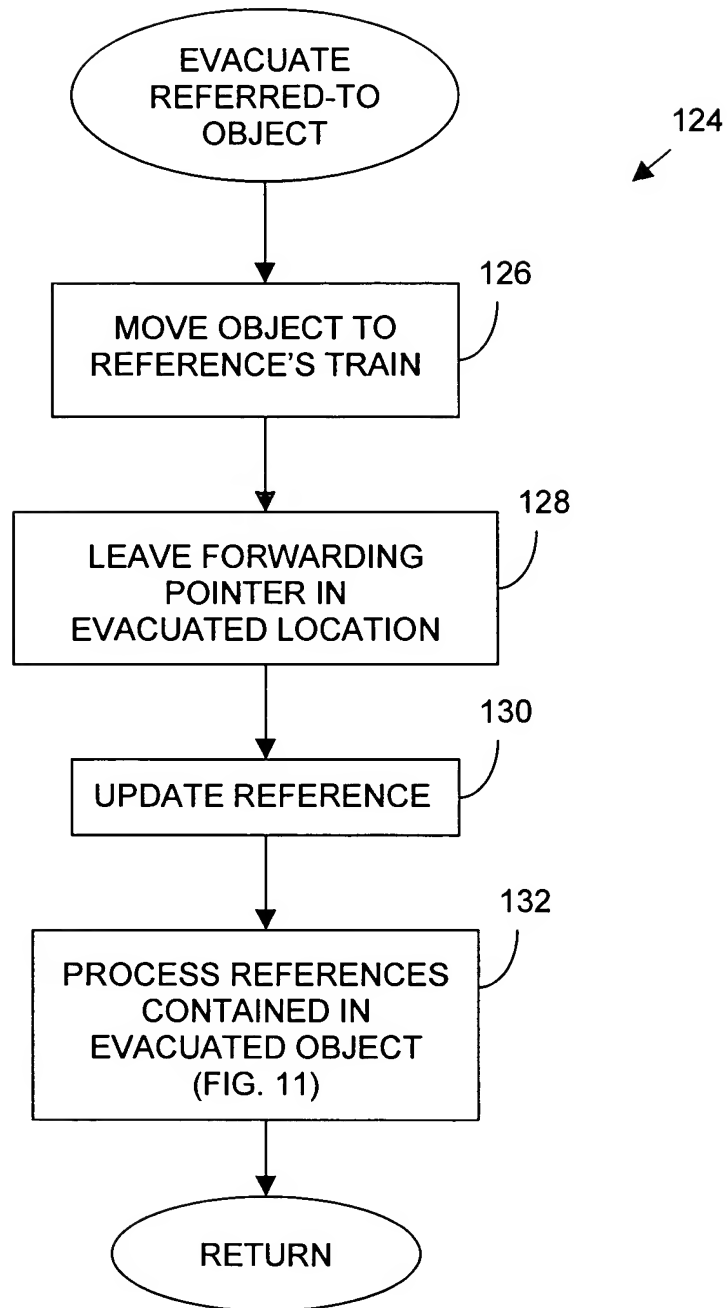 EVACUATE
REFERRED-TO
OBJECT
124
126
MOVE OBJECT TO
REFERENCE'S TRAIN
128
LEAVE FORWARDING
POINTER IN
EVACUATED LOCATION
130
UPDATE REFERENCE
132
PROCESS REFERENCES
CONTAINED IN
EVACUATED OBJECT
(FIG. 11)
RETURN